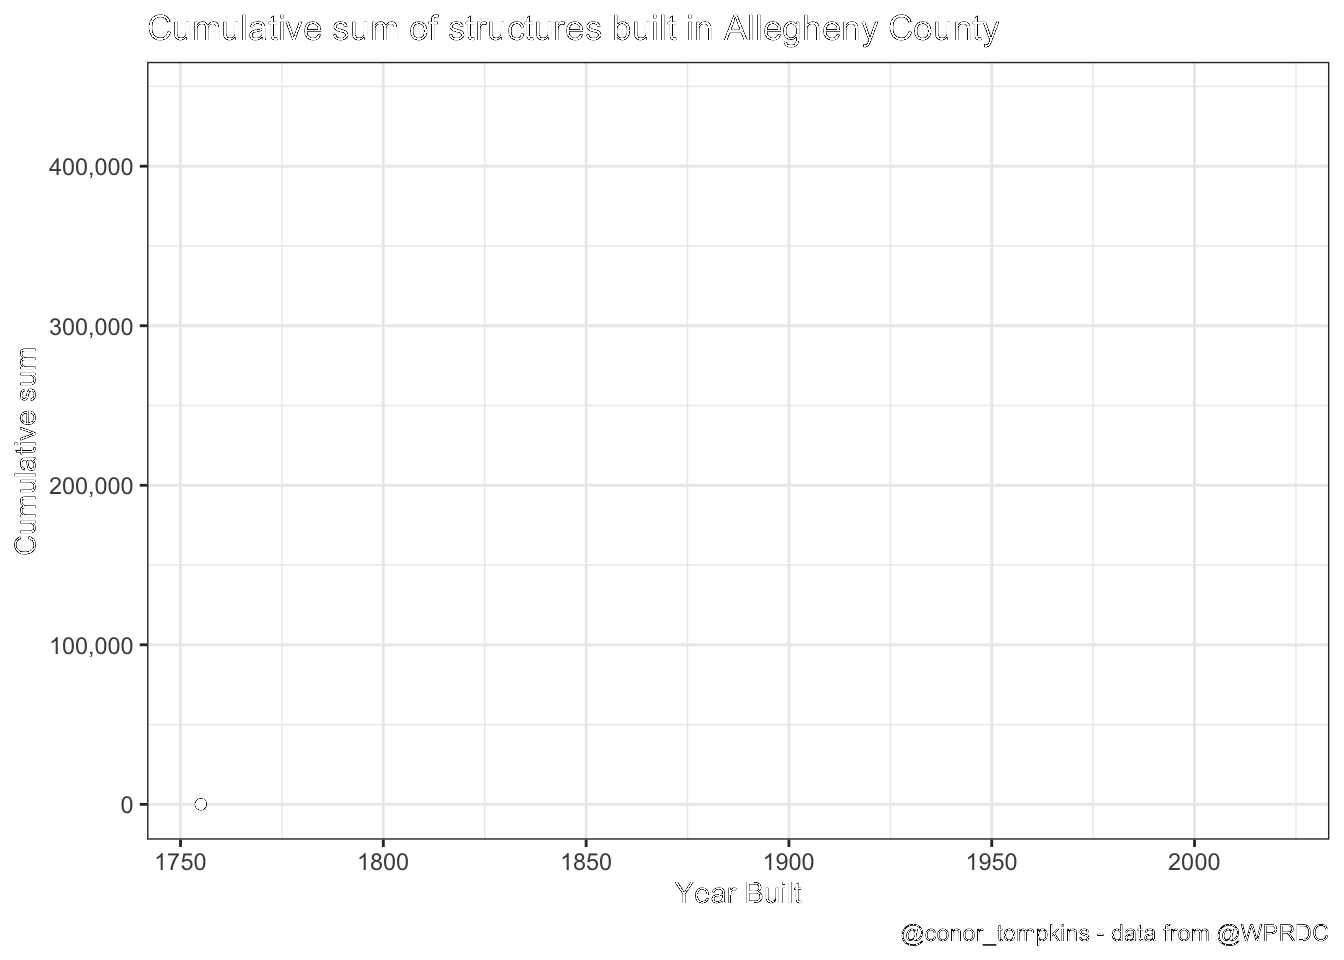 Cumulative sum of structures built in Allegheny County
400,000
300,000
200,000
100,000
0
Cumulative sum
1750 1800 1850 1900 1950 2000
Year Built
@conor_tompkins - data from @WPRDC